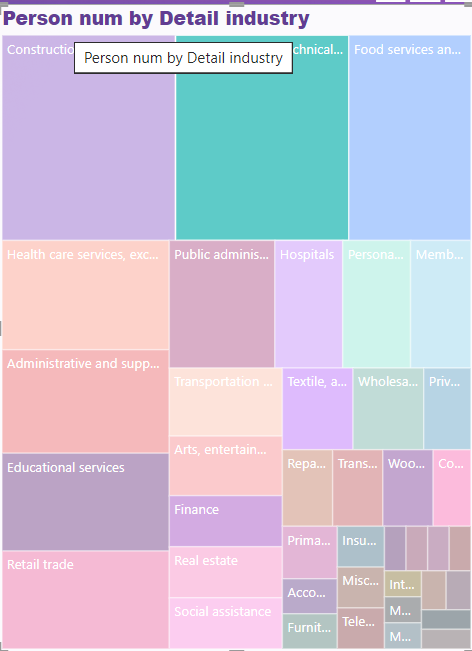 Person num by Detail industry
Constructio
Person num by Detail industry
chnical...
Food services an...
Health care services, exc...
Public adminis...
Hospitals
Persona...
Memb...
Administrative and supp...
Transportation ...
Textile, a...
Wholesa...
Priv...
Arts, entertain...
Educational services
Repa...
Trans...
Woo...
Co...
Finance
Prima...
Insu...
Retail trade
Real estate
Acco...
Misc...
Int...
Social assistance
Furnit...
Tele...
M...
M...